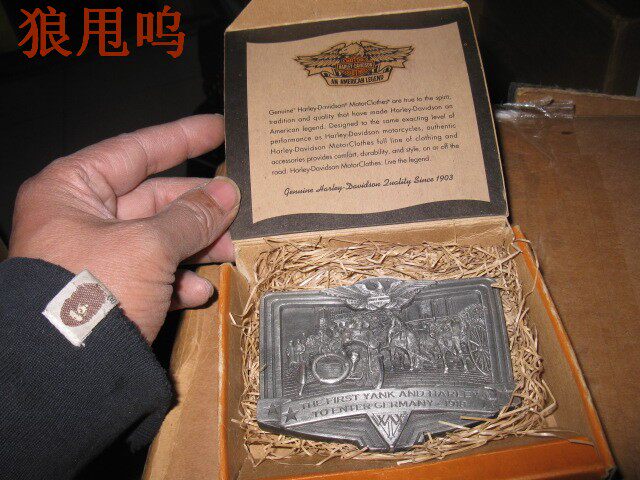 狼甩呜
HARLEY-DAVIDSON
AN AMERICAN LEGEND
Genuine Harley-Davidson® MotorClothes® are true to the spirit,
tradition and quality that have made Harley-Davidson an
American legend. Designed to the same exacting level of
performance as Harley-Davidson motorcycles, authentic
Harley-Davidson MotorClothes full line of clothing and
accessories provides comfort, durability, and style, on or off the
road. Harley-Davidson MotorClothes. Live the legend.
Genuine Harley-Davidson Quality Since 1903
THE FIRST YANK AND HARLEY
TO ENTER GERMANY